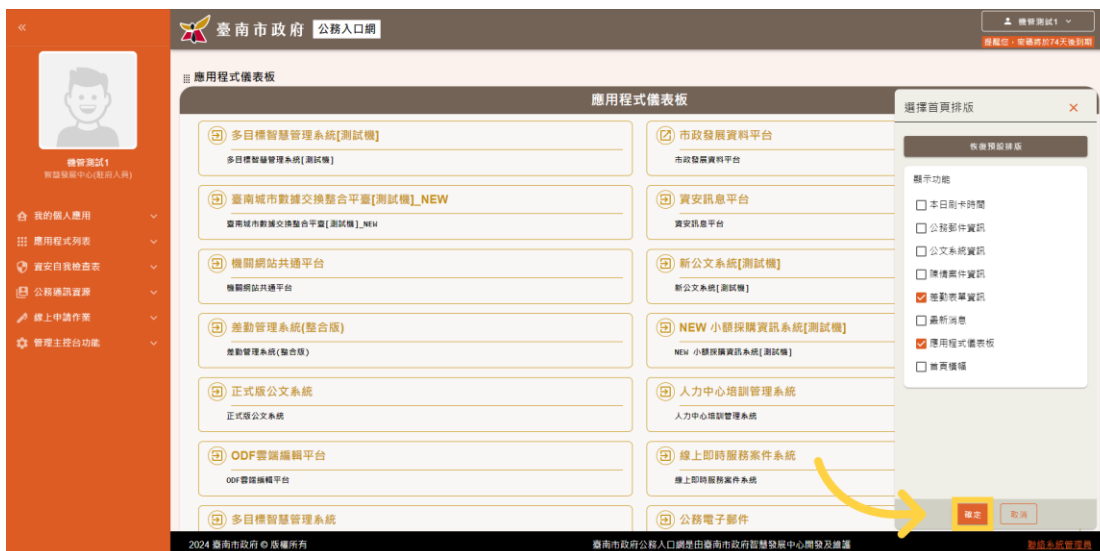 «
臺南市政府 公務入口網
機管測試1
提醒您，密碼將於74天後到期
機管測試1
智慧發展中心(駐府人員)
我的個人應用
應用程式列表
資安自我檢查表
公務通訊資源
線上申請作業
管理主控台功能
應用程式儀表板
應用程式儀表板
多目標智慧管理系統[測試機]
多目標智慧管理系統[測試機]
市政發展資料平台
市政發展資料平台
臺南城市數據交換整合平臺[測試機]_NEW
臺南城市數據交換整合平臺[測試機]_NEW
資安訊息平台
資安訊息平台
機關網站共通平台
機關網站共通平台
新公文系統[測試機]
新公文系統[測試機]
差勤管理系統(整合版)
差勤管理系統(整合版)
NEW 小額採購資訊系統[測試機]
NEW 小額採購資訊系統[測試機]
正式版公文系統
正式版公文系統
人力中心培訓管理系統
人力中心培訓管理系統
ODF雲端編輯平台
ODF雲端編輯平台
線上即時服務案件系統
線上即時服務案件系統
多目標智慧管理系統
公務電子郵件
選擇首頁排版
恢復預設排版
顯示功能
本日刷卡時間
公務郵件資訊
公文系統資訊
陳情案件資訊
差勤表單資訊
最新消息
應用程式儀表板
首頁橫幅
確定
取消
2024 臺南市政府 © 版權所有
臺南市政府公務入口網是由臺南市政府智慧發展中心開發及維護
聯絡系統管理員